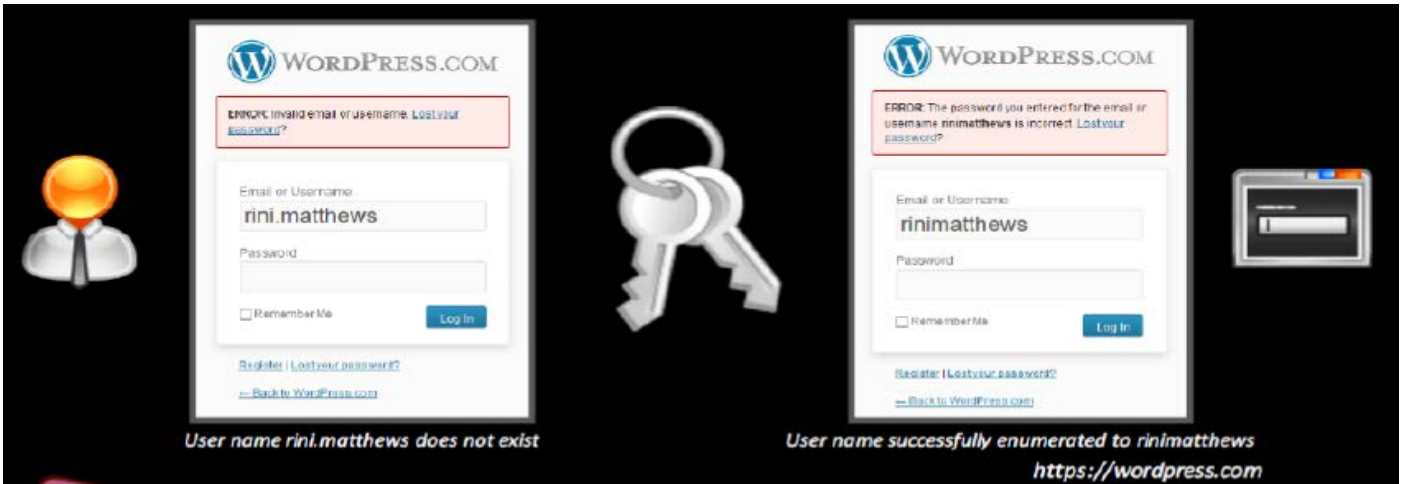 WORDPRESS.COM
ERROR: Invalid email or username. Lost your
password?
Email or Username
rini.matthews
Password
Remember Me
Log In
Register | Lost your password?
← Back to WordPress.com
User name rini.matthews does not exist
WORDPRESS.COM
ERROR: The password you entered for the email or
username rinimatthews is incorrect. Lost your
password?
Email or Username
rinimatthews
Password
Remember Me
Log In
Register | Lost your password?
← Back to WordPress.com
User name successfully enumerated to rinimatthews
https://wordpress.com